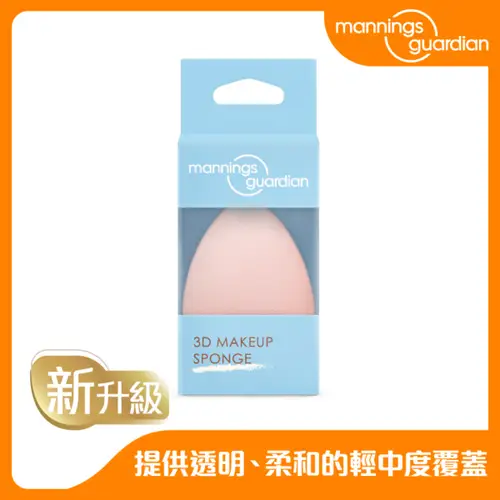 mannings
guardian
mannings
guardian
3D MAKEUP
SPONGE
新升級
提供透明、柔和的輕中度覆蓋